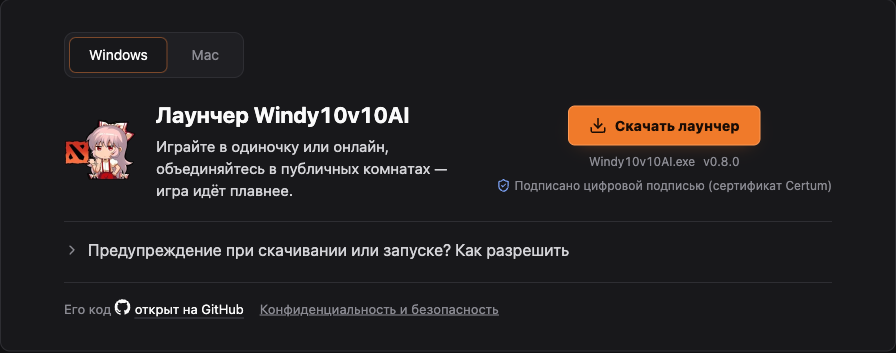 Windows Mac
Лаунчер Windy10v10AI
Играйте в одиночку или онлайн,
объединяйтесь в публичных комнатах —
игра идёт плавнее.
Скачать лаунчер
Windy10v10AI.exe v0.8.0
Подписано цифровой подписью (сертификат Certum)
Предупреждение при скачивании или запуске? Как разрешить
Его код открыт на GitHub Конфиденциальность и безопасность